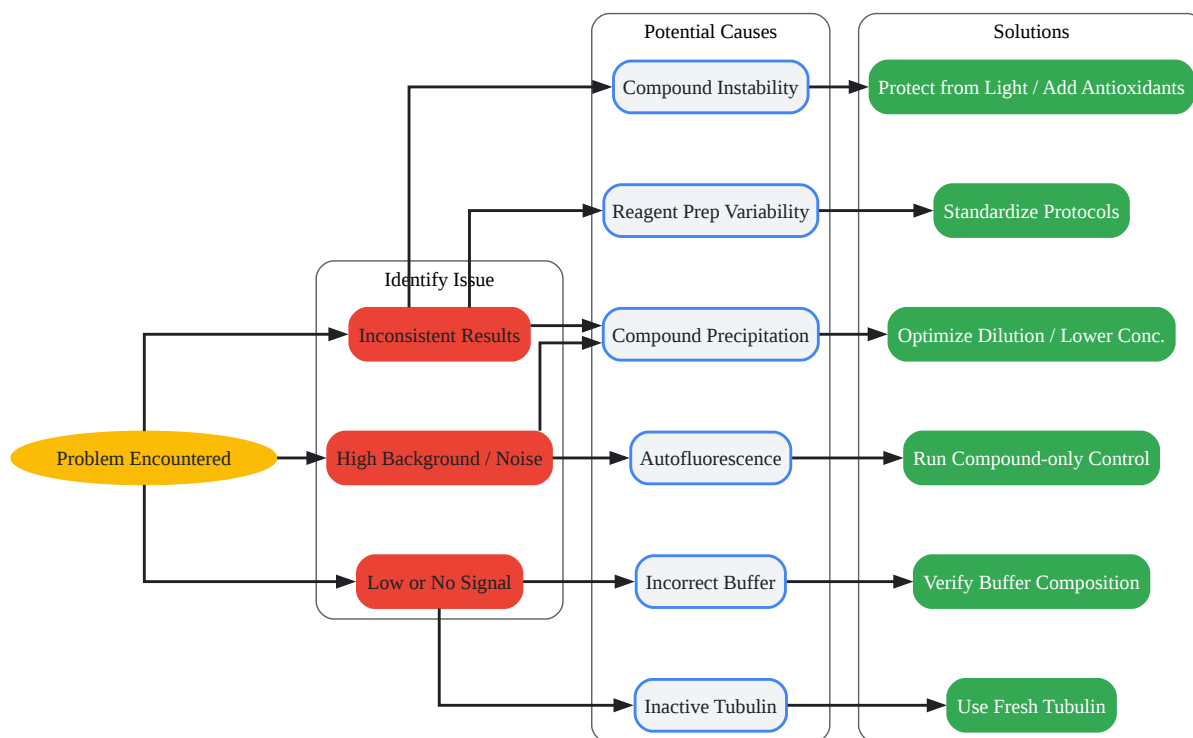 Potential Causes
Solutions
Compound Instability
Protect from Light / Add Antioxidants
Reagent Prep Variability
Standardize Protocols
Identify Issue
Inconsistent Results
Compound Precipitation
Optimize Dilution / Lower Conc.
Problem Encountered
High Background / Noise
Autofluorescence
Run Compound-only Control
Low or No Signal
Incorrect Buffer
Verify Buffer Composition
Inactive Tubulin
Use Fresh Tubulin